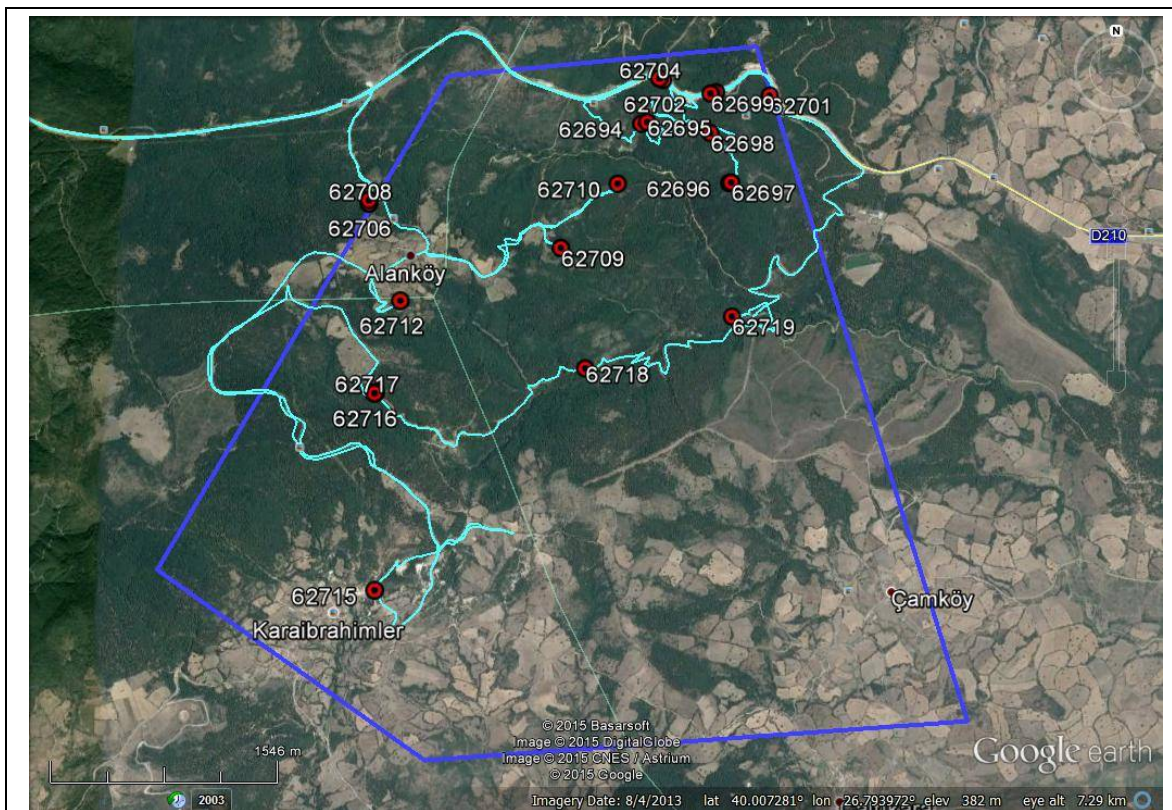 N
62704
62702
62699
62701
62694
62695
62698
62710
62696
62697
62708
62706
D210
62709
Alanköy
62712
62719
62718
62717
62716
62715
Çamköy
Karaibrahimler
© 2015 Basarsoft
Image © 2015 DigitalGlobe
Image © 2015 CNES / Astrium
© 2015 Google
1546 m
Google earth
2003
Imagery Date: 8/4/2013 lat 40.007281° lon 26.793972° elev 382 m eye alt 7.29 km